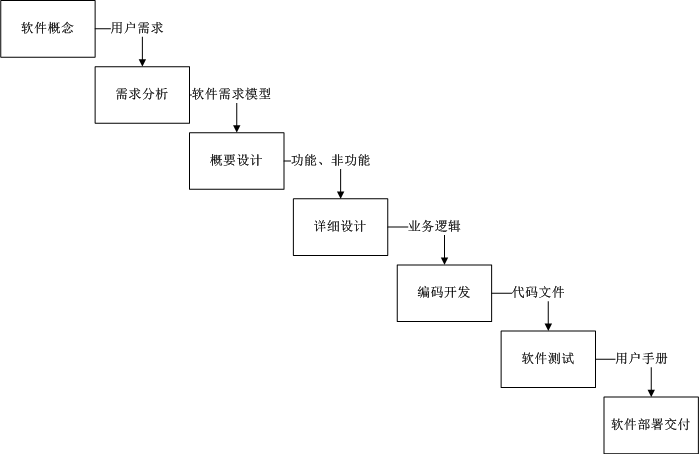 软件概念
用户需求
需求分析
软件需求模型
概要设计
功能、非功能
详细设计
业务逻辑
编码开发
代码文件
软件测试
用户手册
软件部署交付